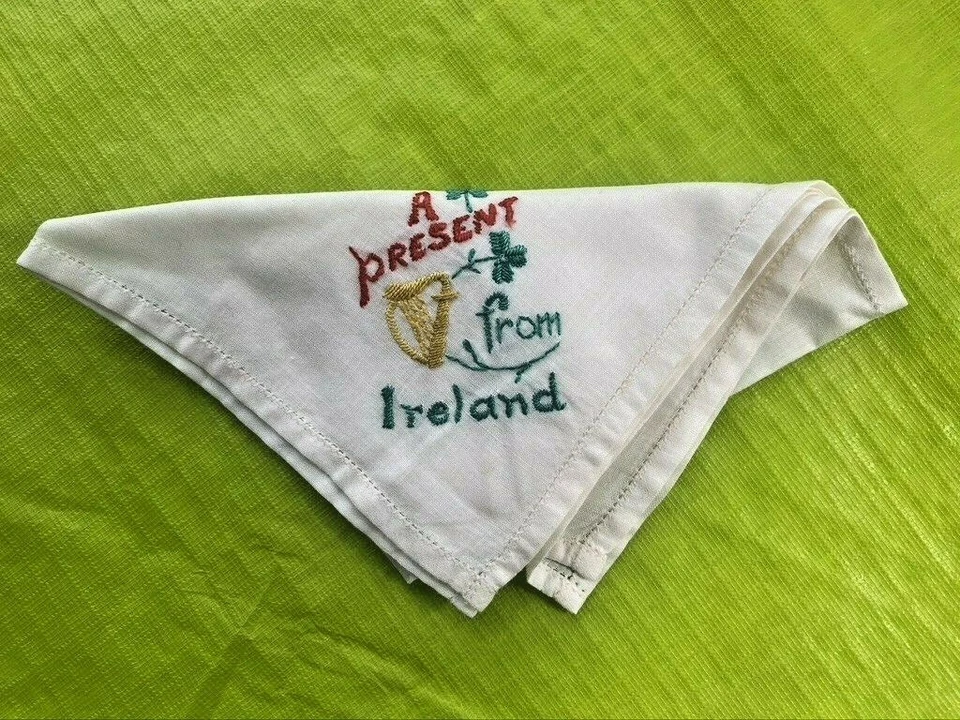 A
PRESENT
from
Ireland